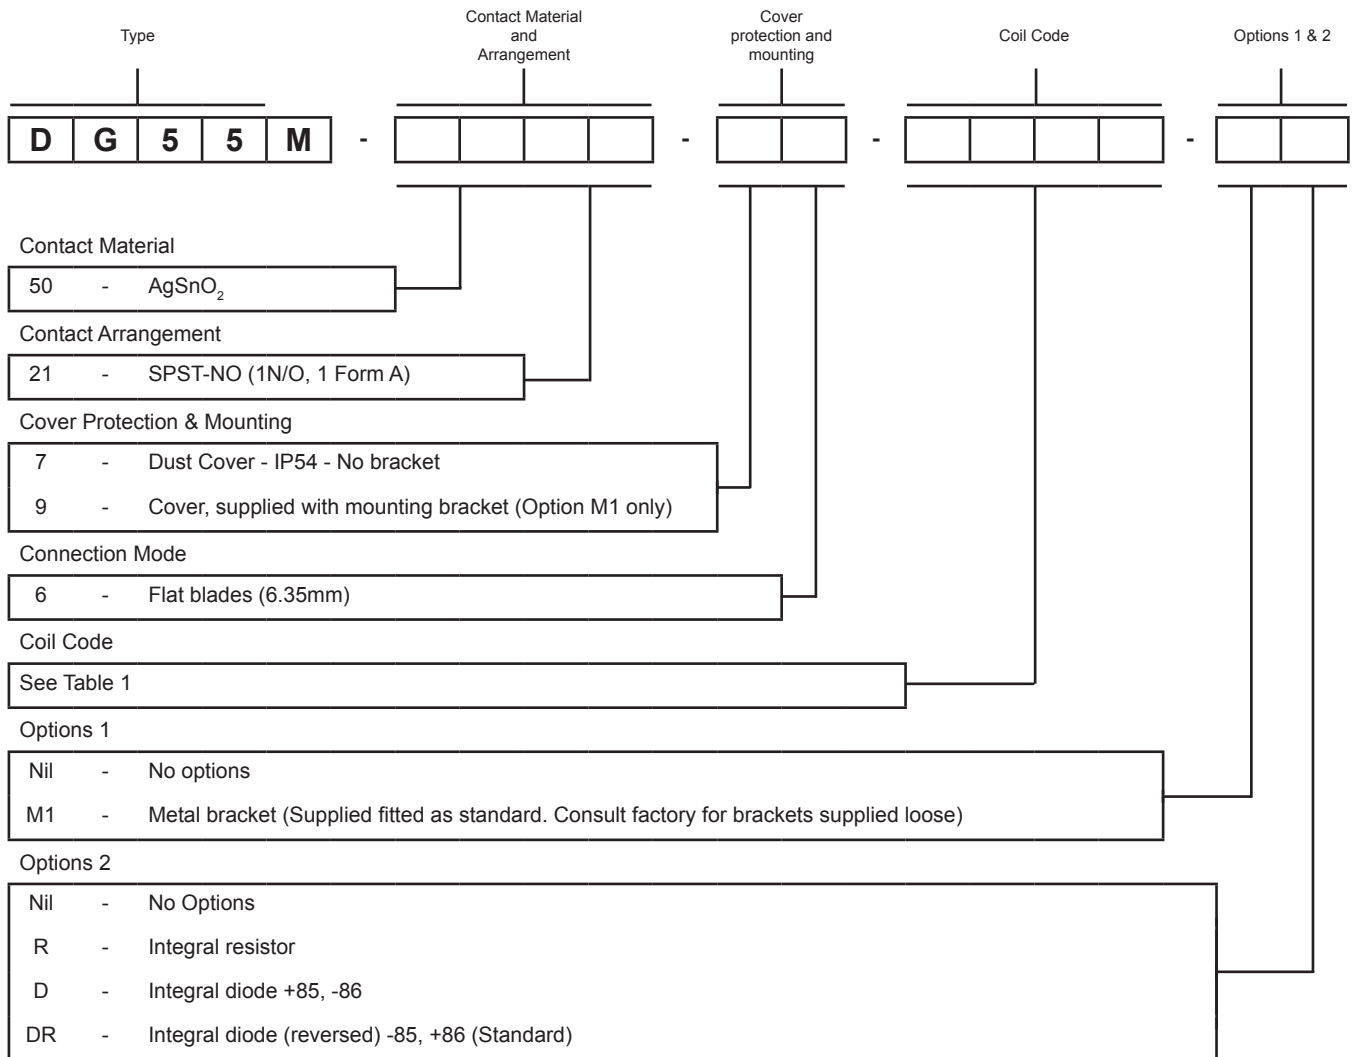 Type
Contact Material
and
Arrangement
Cover
protection and
mounting
Coil Code
Options 1 & 2
D G 5 5 M - - - -
Contact Material
50 - AgSnO₂
Contact Arrangement
21 - SPST-NO (1N/O, 1 Form A)
Cover Protection & Mounting
7 - Dust Cover - IP54 - No bracket
9 - Cover, supplied with mounting bracket (Option M1 only)
Connection Mode
6 - Flat blades (6.35mm)
Coil Code
See Table 1
Options 1
Nil - No options
M1 - Metal bracket (Supplied fitted as standard. Consult factory for brackets supplied loose)
Options 2
Nil - No Options
R - Integral resistor
D - Integral diode +85, -86
DR - Integral diode (reversed) -85, +86 (Standard)